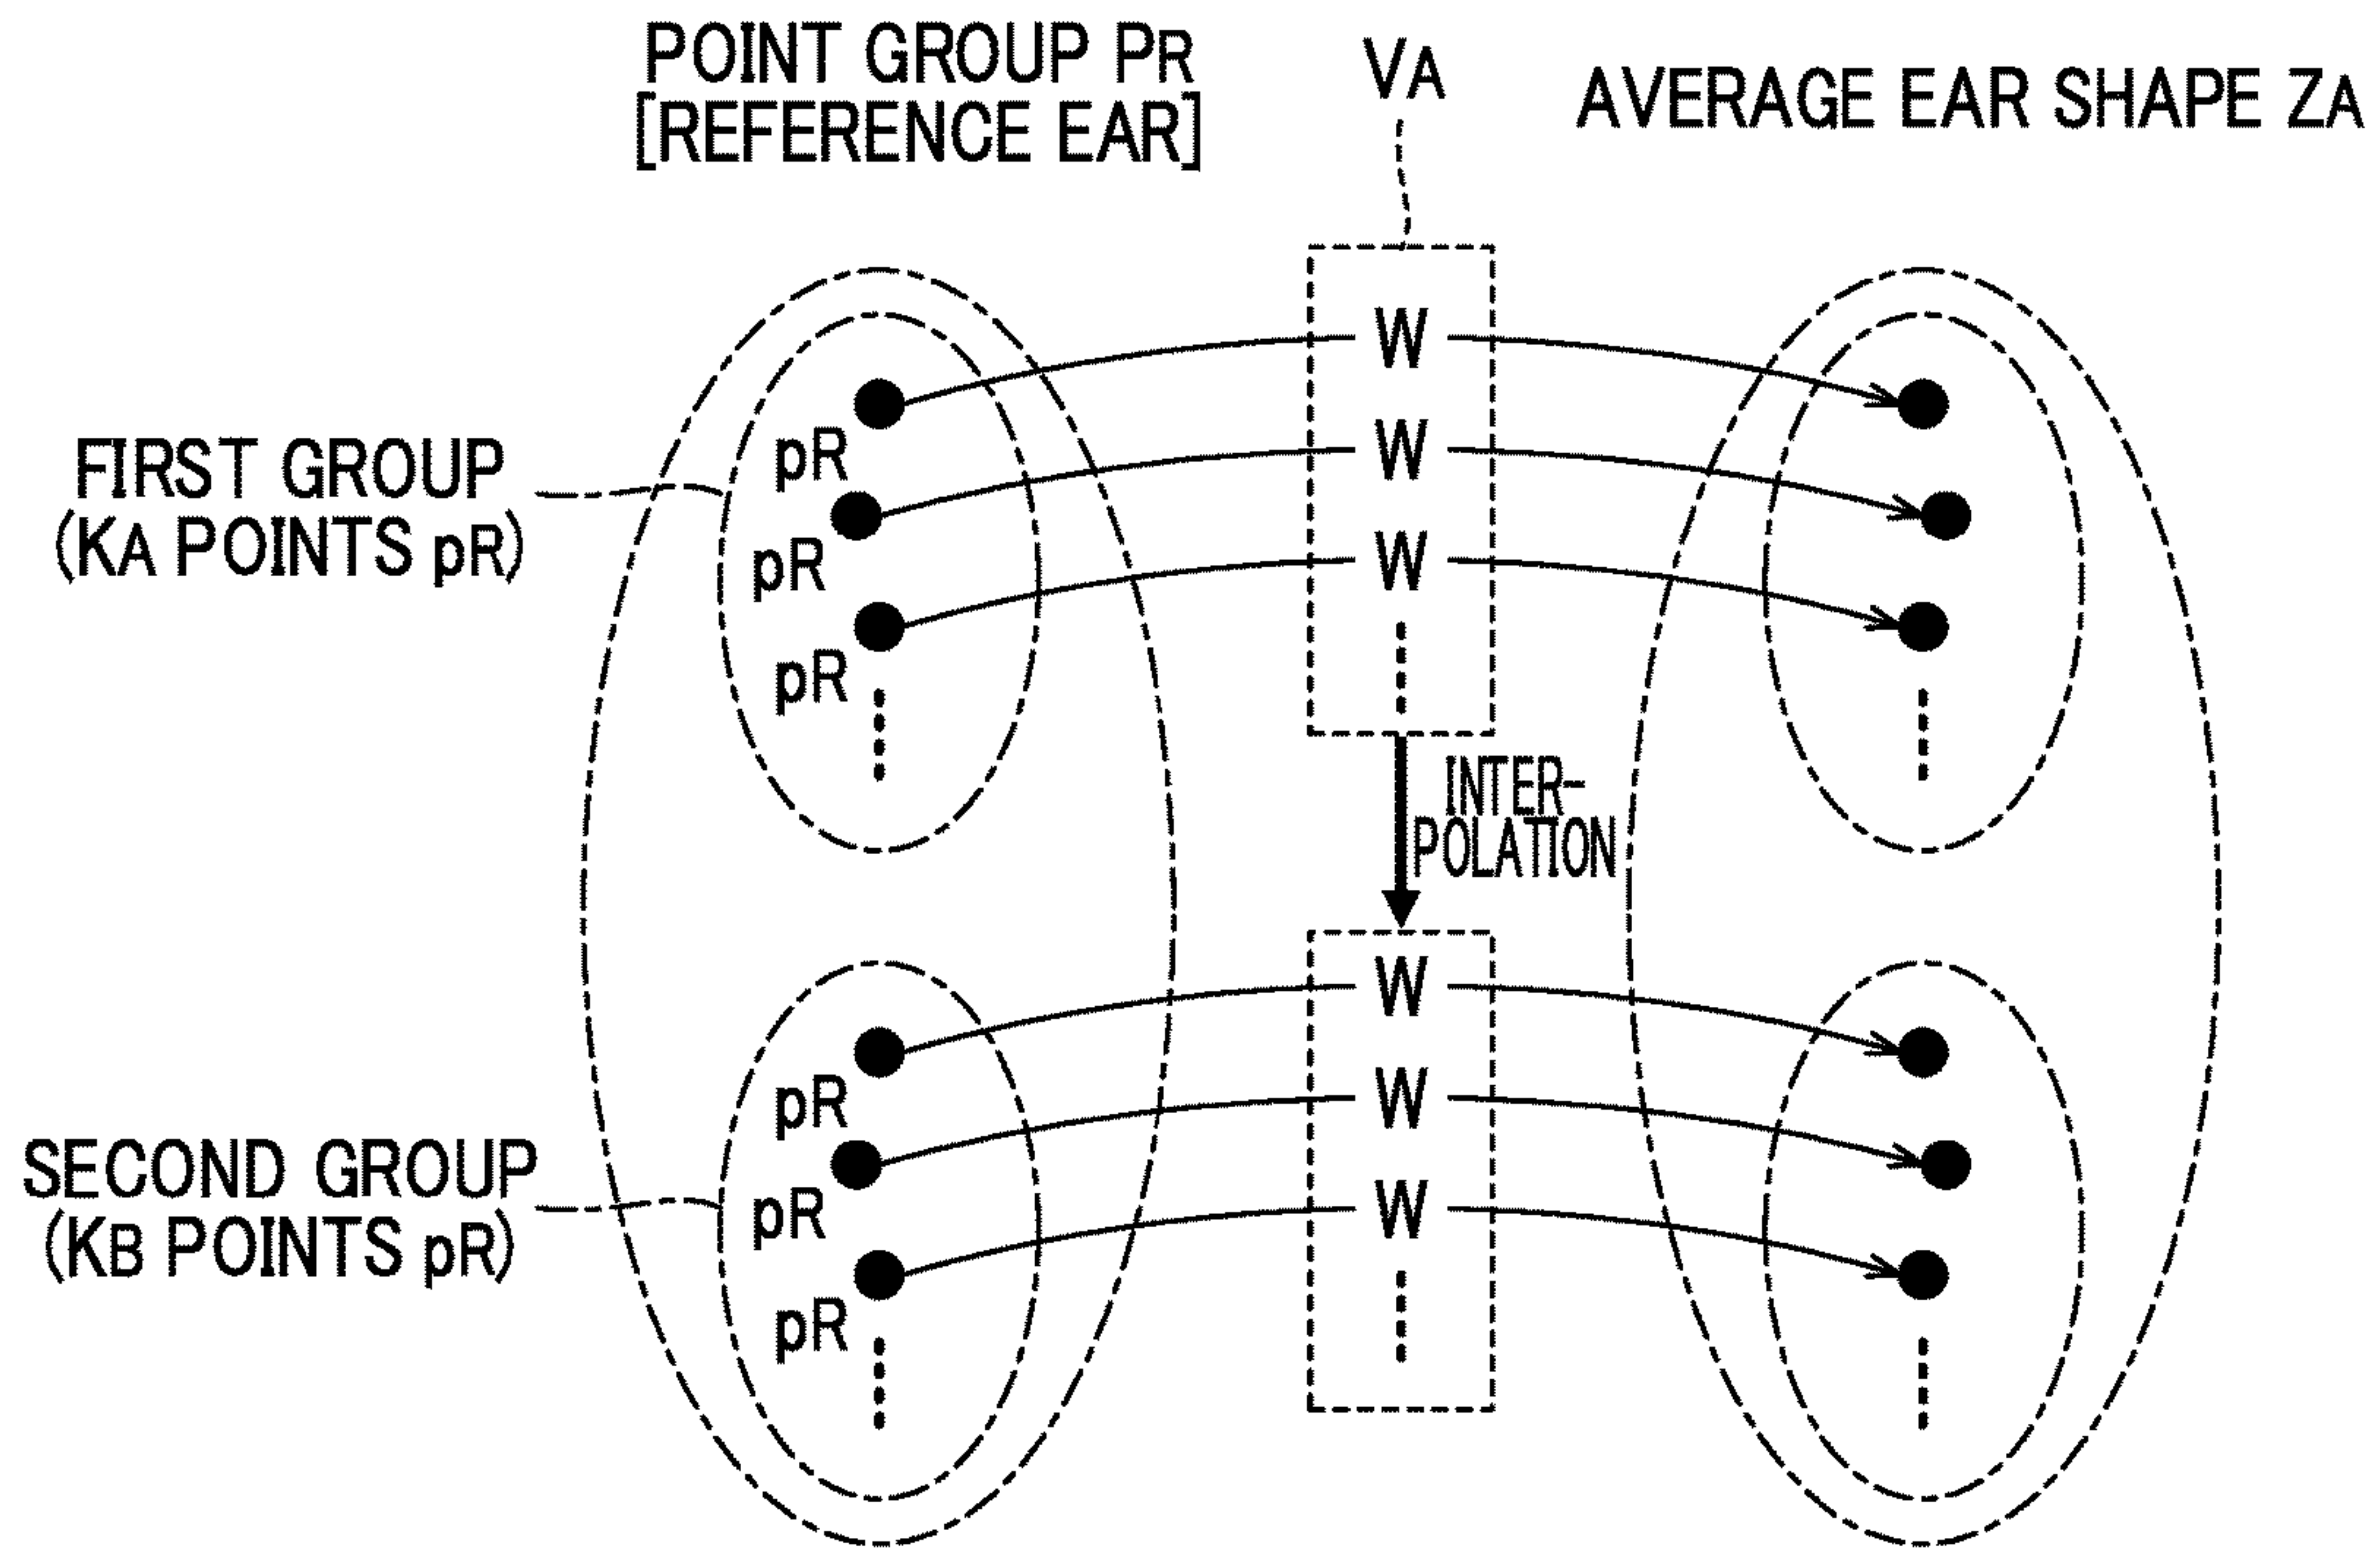 POINT GROUP PR
[REFERENCE EAR]
VA
AVERAGE EAR SHAPE ZA
W
pR
FIRST GROUP
(KA POINTS pR)
W
pR
W
pR
INTER-
POLATION
W
pR
W
SECOND GROUP
(KB POINTS pR)
pR
W
pR